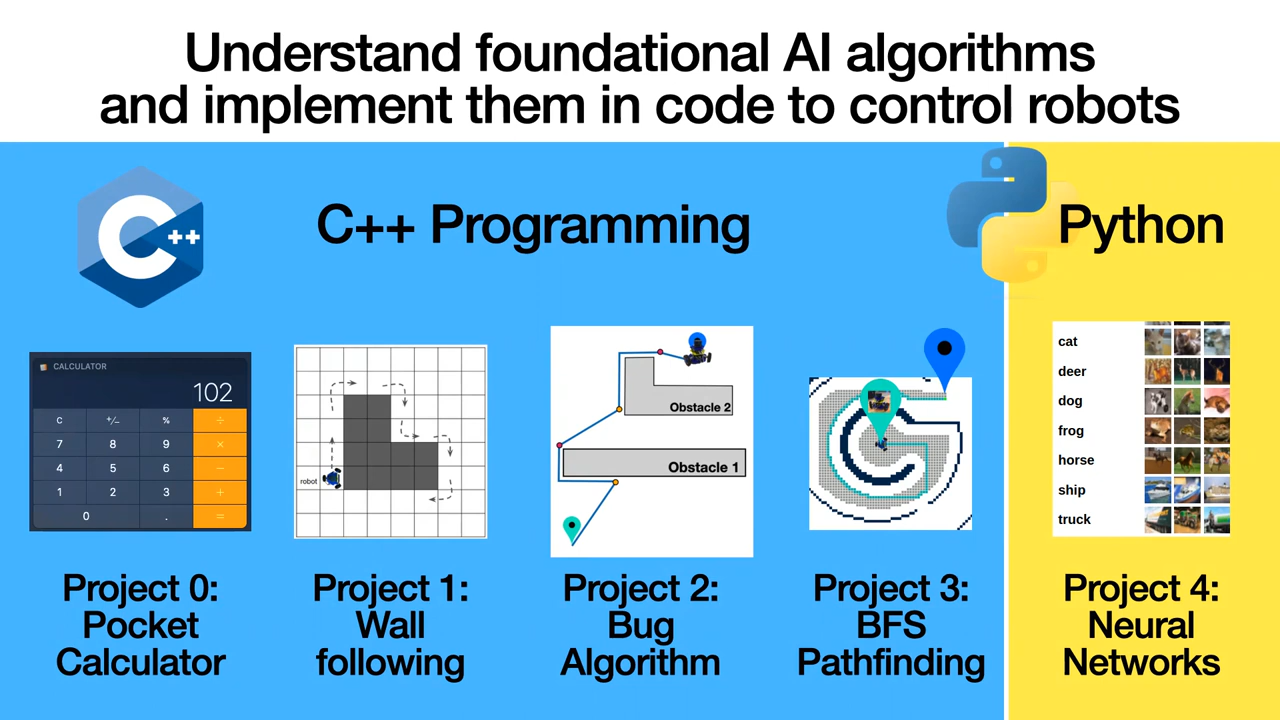 Understand foundational AI algorithms
and implement them in code to control robots
C++
C++ Programming
Python
CALCULATOR
102
C +/− % ÷
7 8 9 ×
4 5 6 −
1 2 3 +
0 . =
robot
Obstacle 2
Obstacle 1
cat
deer
dog
frog
horse
ship
truck
Project 0:
Pocket
Calculator
Project 1:
Wall
following
Project 2:
Bug
Algorithm
Project 3:
BFS
Pathfinding
Project 4:
Neural
Networks